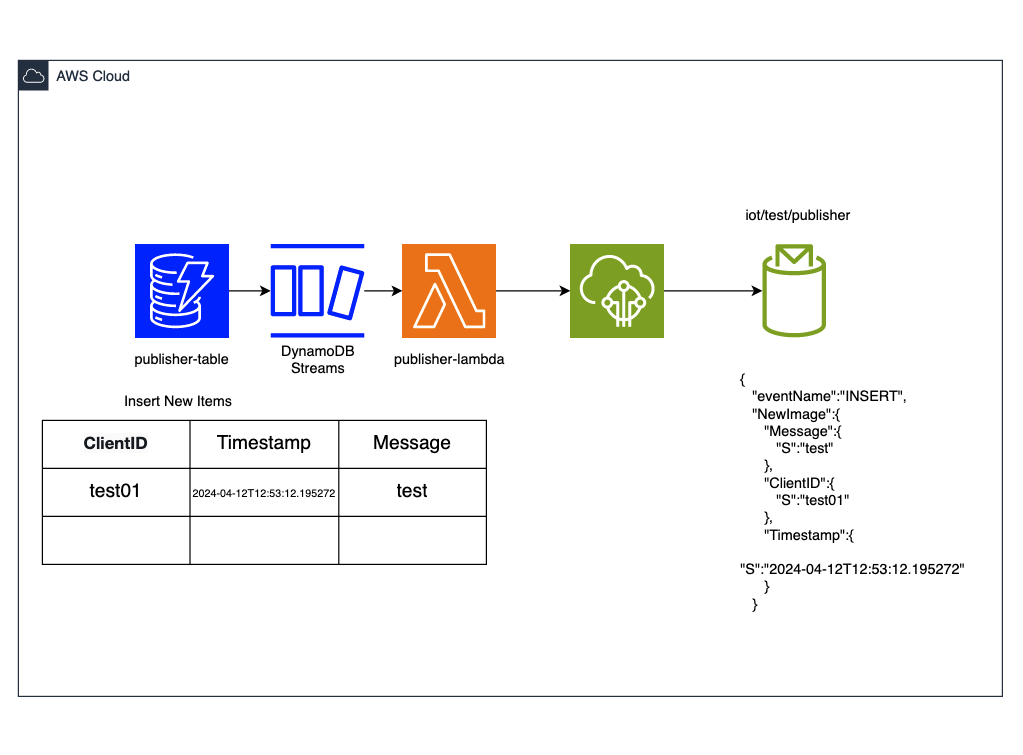 AWS Cloud
iot/test/publisher
publisher-table
DynamoDB
Streams
publisher-lambda
Insert New Items
ClientID Timestamp Message
test01 2024-04-12T12:53:12.195272 test
{
"eventName":"INSERT",
"NewImage":{
"Message":{
"S":"test"
},
"ClientID":{
"S":"test01"
},
"Timestamp":{
"S":"2024-04-12T12:53:12.195272"
}
}